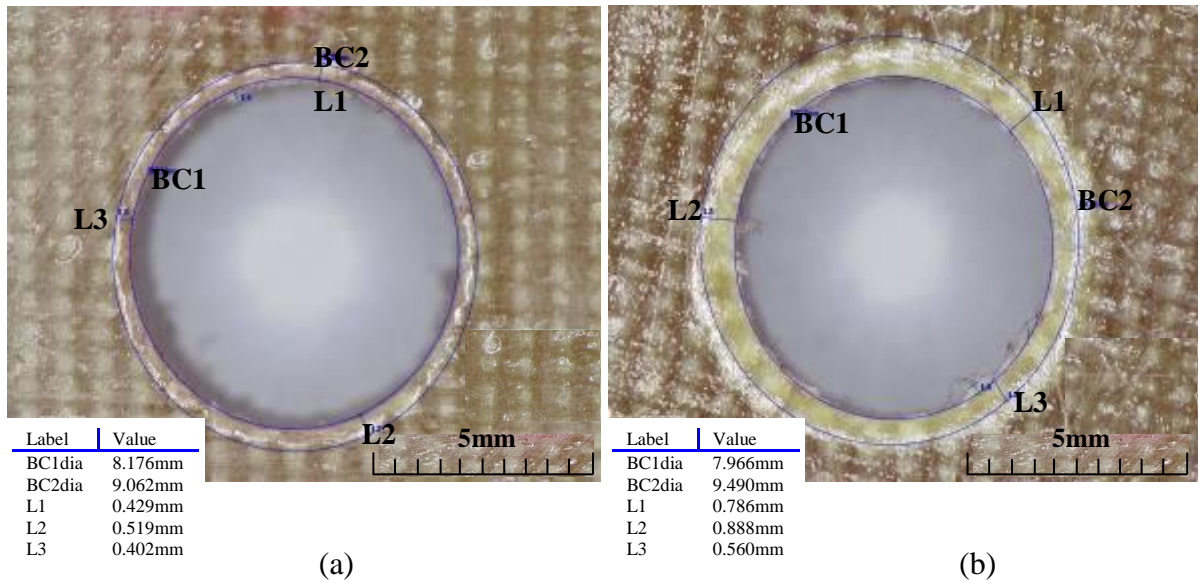 BC2
L1
BC1
L3
L2
5mm
Label Value
BC1dia 8.176mm
BC2dia 9.062mm
L1 0.429mm
L2 0.519mm
L3 0.402mm
(a)
L1
BC1
L2
BC2
L3
5mm
Label Value
BC1dia 7.966mm
BC2dia 9.490mm
L1 0.786mm
L2 0.888mm
L3 0.560mm
(b)